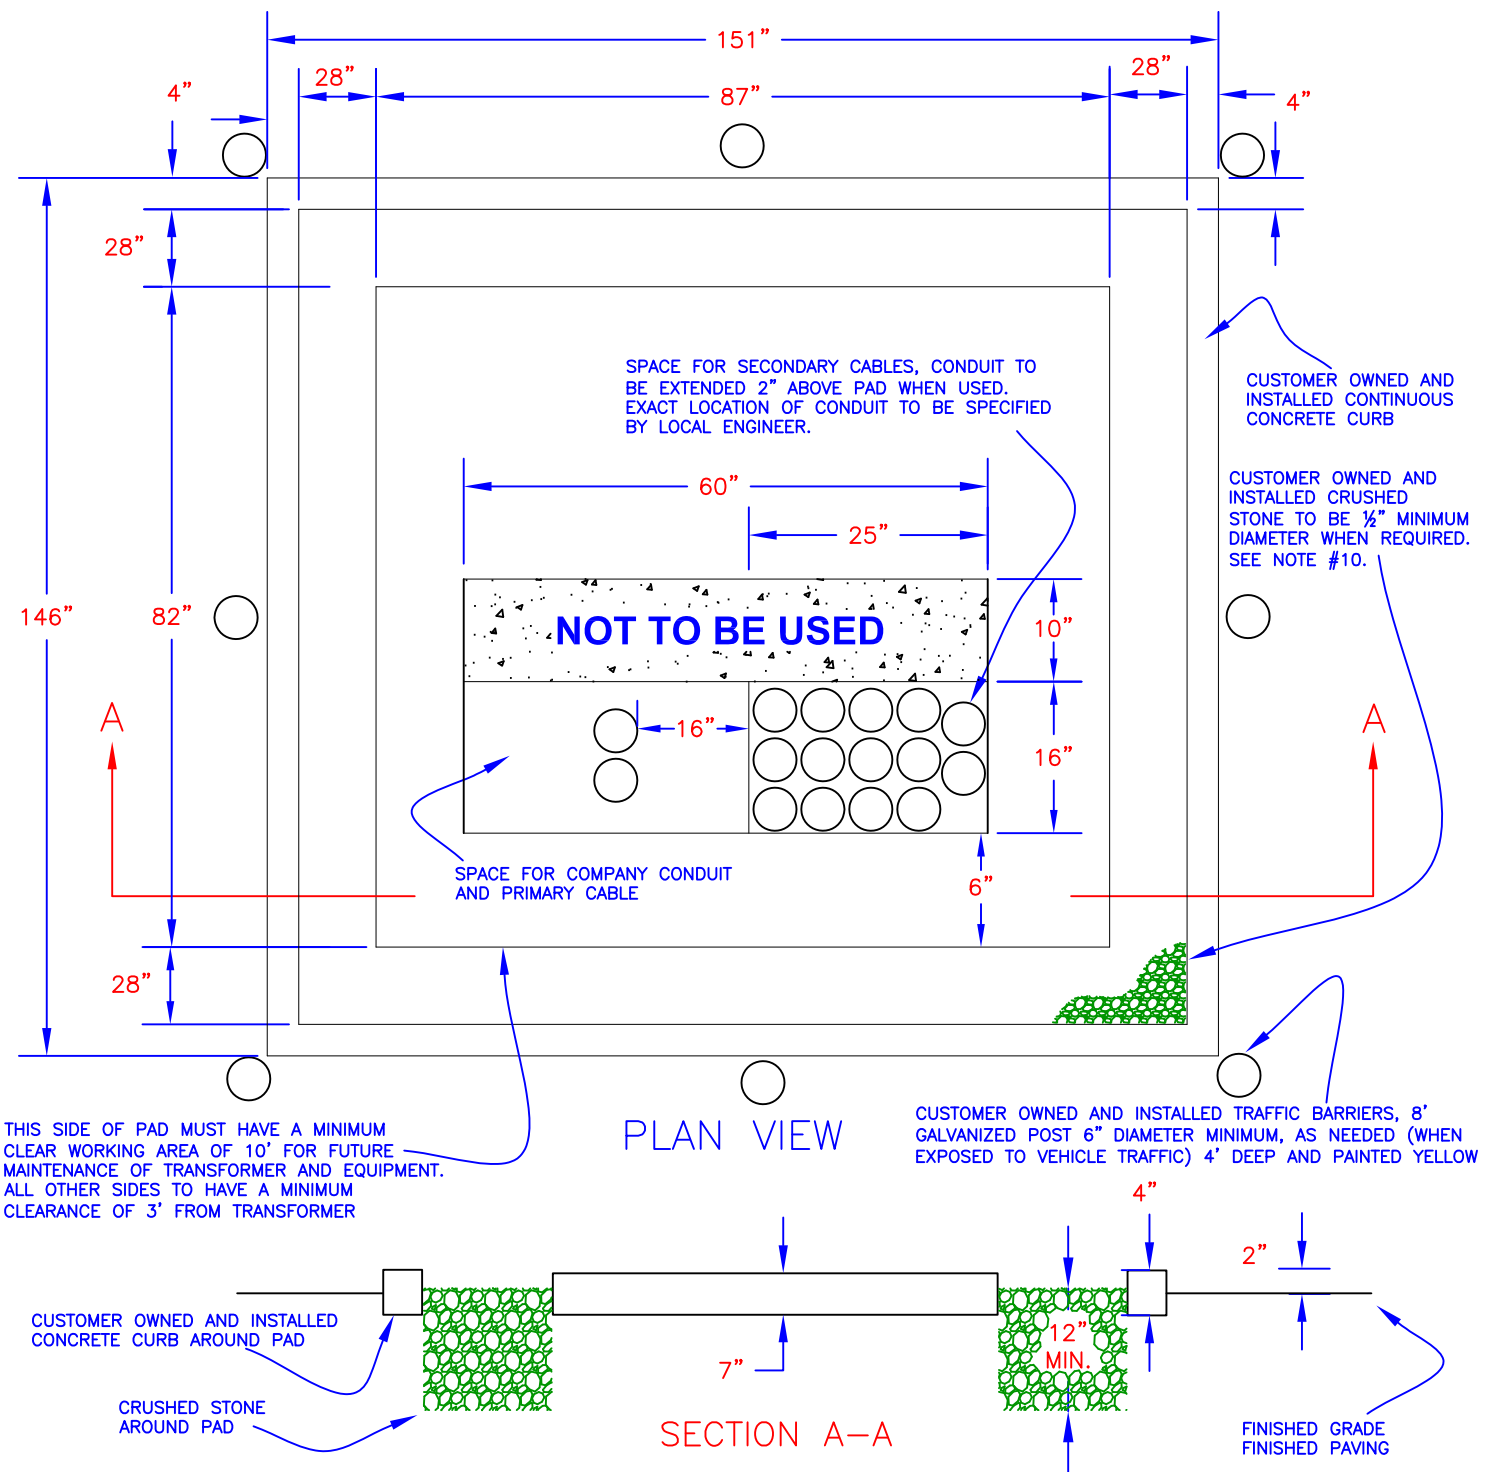 151”
28”
28”
4”
87”
4”
28”
SPACE FOR SECONDARY CABLES, CONDUIT TO
BE EXTENDED 2” ABOVE PAD WHEN USED.
EXACT LOCATION OF CONDUIT TO BE SPECIFIED
BY LOCAL ENGINEER.
CUSTOMER OWNED AND
INSTALLED CONTINUOUS
CONCRETE CURB
CUSTOMER OWNED AND
INSTALLED CRUSHED
STONE TO BE ½” MINIMUM
DIAMETER WHEN REQUIRED.
SEE NOTE #10.
60”
25”
146”
82”
NOT TO BE USED
10”
A
A
16”
16”
SPACE FOR COMPANY CONDUIT
AND PRIMARY CABLE
6”
28”
THIS SIDE OF PAD MUST HAVE A MINIMUM
CLEAR WORKING AREA OF 10’ FOR FUTURE
MAINTENANCE OF TRANSFORMER AND EQUIPMENT.
ALL OTHER SIDES TO HAVE A MINIMUM
CLEARANCE OF 3’ FROM TRANSFORMER
PLAN VIEW
CUSTOMER OWNED AND INSTALLED TRAFFIC BARRIERS, 8’
GALVANIZED POST 6” DIAMETER MINIMUM, AS NEEDED (WHEN
EXPOSED TO VEHICLE TRAFFIC) 4’ DEEP AND PAINTED YELLOW
4”
2”
CUSTOMER OWNED AND INSTALLED
CONCRETE CURB AROUND PAD
12”
MIN.
7”
CRUSHED STONE
AROUND PAD
SECTION A–A
FINISHED GRADE
FINISHED PAVING